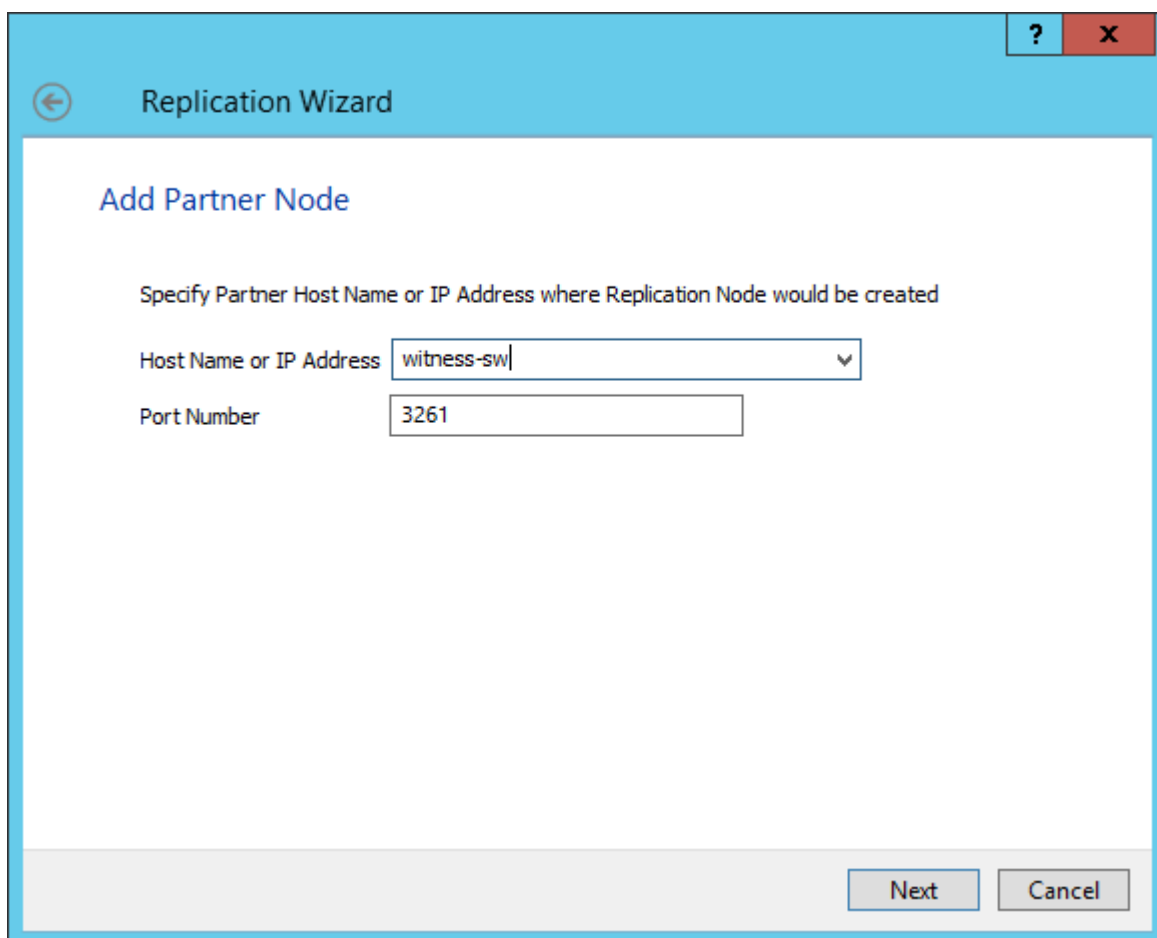 ? x
Replication Wizard
Add Partner Node
Specify Partner Host Name or IP Address where Replication Node would be created
Host Name or IP Address witness-sw
Port Number 3261
Next Cancel